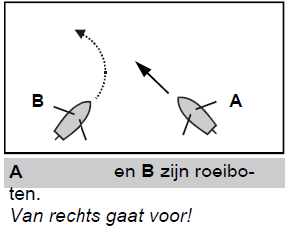 B
A
A en B zijn roeibo-
ten.
Van rechts gaat voor!